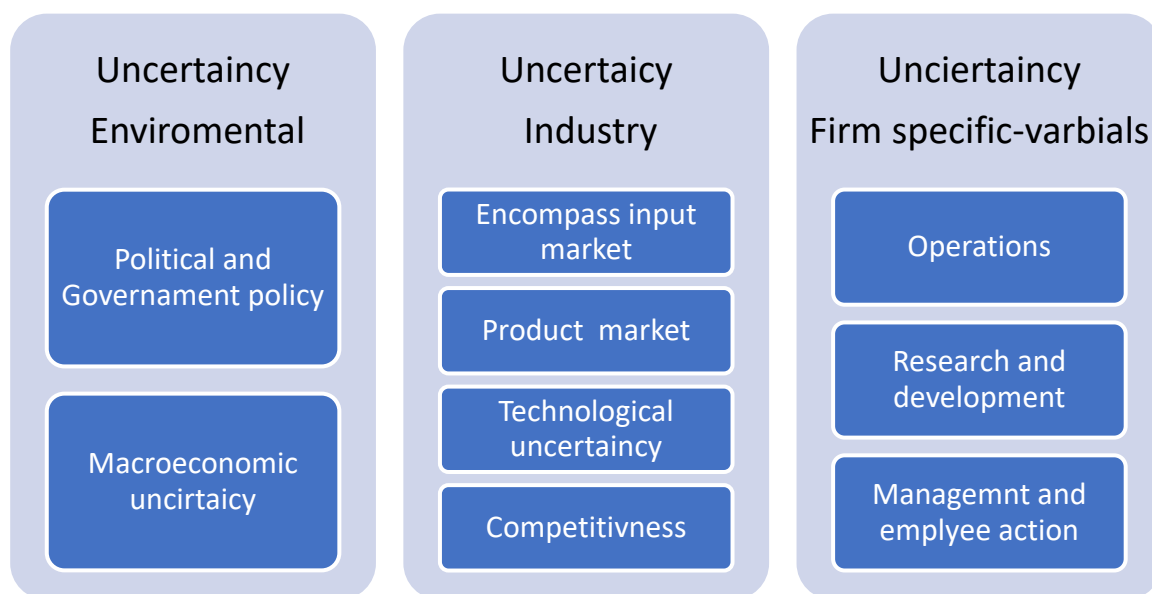 Uncertaincy
Enviromental
Political and
Governament policy
Macroeconomic
uncirtaicy
Uncertaicy
Industry
Encompass input
market
Product  market
Technological
uncertaincy
Competitivness
Unciertaincy
Firm specific-varbials
Operations
Research and
development
Managemnt and
emplyee action